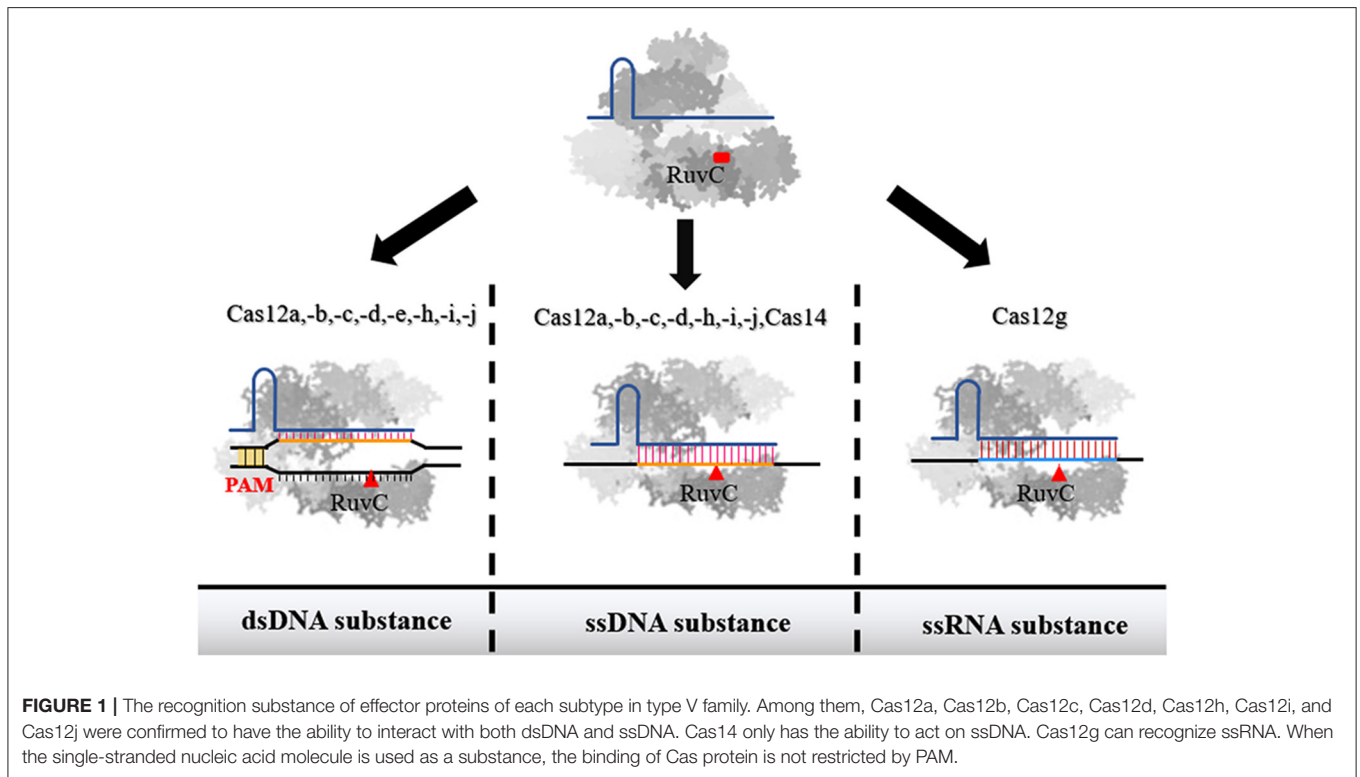 RuvC
Cas12a,-b,-c,-d,-e,-h,-i,-j
Cas12a,-b,-c,-d,-h,-i,-j,Cas14
Cas12g
PAM
RuvC
RuvC
RuvC
dsDNA substance
ssDNA substance
ssRNA substance
FIGURE 1 | The recognition substance of effector proteins of each subtype in type V family. Among them, Cas12a, Cas12b, Cas12c, Cas12d, Cas12h, Cas12i, and
Cas12j were confirmed to have the ability to interact with both dsDNA and ssDNA. Cas14 only has the ability to act on ssDNA. Cas12g can recognize ssRNA. When
the single-stranded nucleic acid molecule is used as a substance, the binding of Cas protein is not restricted by PAM.